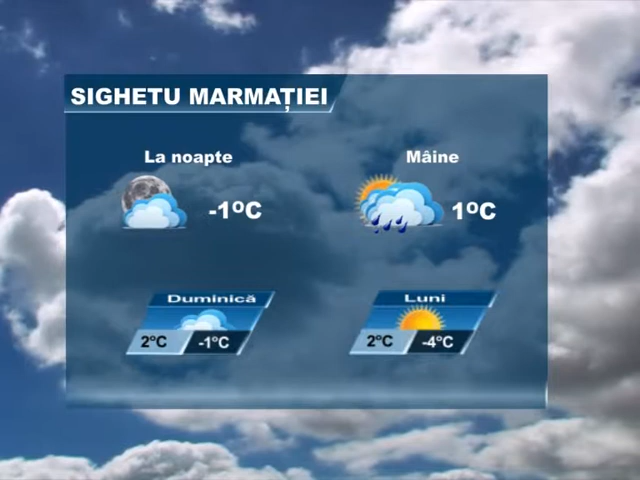 SIGHETU MARMAȚIEI
La noapte
Mâine
-1ºC
1ºC
Duminică
Luni
2ºC
-1ºC
2ºC
-4ºC